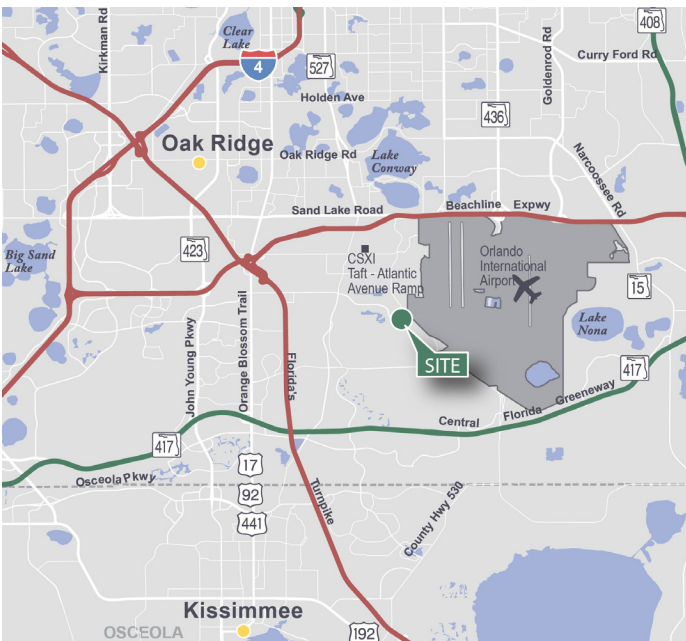 Kirkman Rd
Clear
Lake
4
527
Holden Ave
436
Goldenrod Rd
408
Curry Ford Rd
Oak Ridge
Oak Ridge Rd
Lake
Conway
Narcoossee Rd
Sand Lake Road
Beachline Expwy
Big Sand
Lake
423
CSXI
Taft - Atlantic
Avenue Ramp
Orlando
International
Airport
15
Lake
Nona
SITE
John Young Pkwy
Orange Blossom Trail
Florida's
Turnpike
417
Central Florida Greeneway
417
Osceola Pkwy
17
92
441
County Hwy 530
Kissimmee
OSCEOLA
192